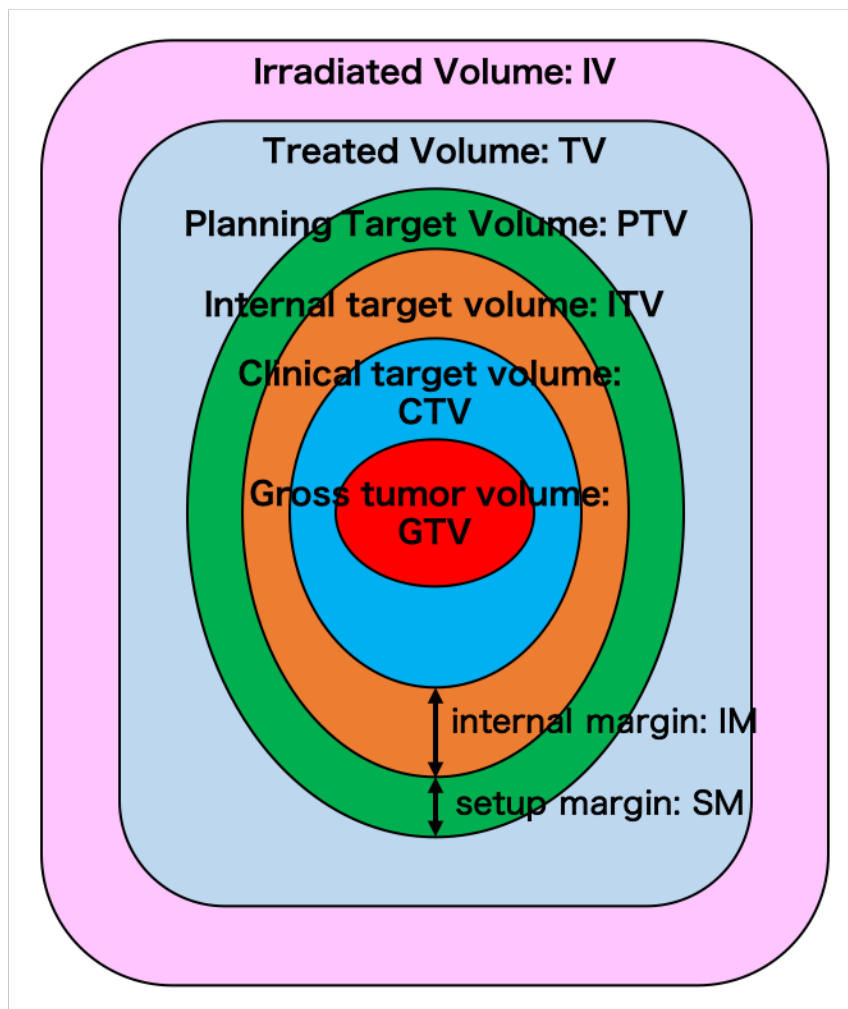 Irradiated Volume: IV
Treated Volume: TV
Planning Target Volume: PTV
Internal target volume: ITV
Clinical target volume:
CTV
Gross tumor volume:
GTV
internal margin: IM
setup margin: SM